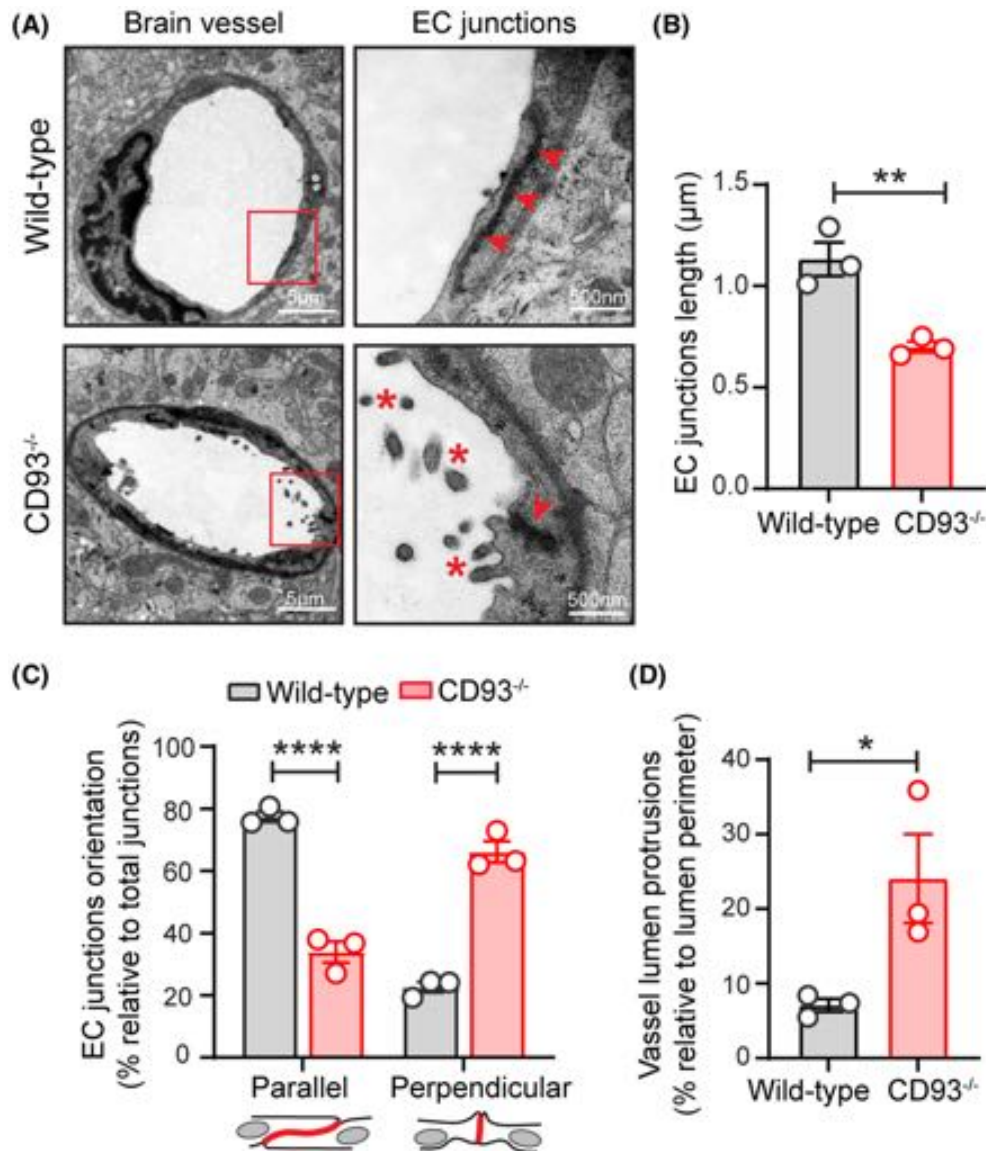 (A)
Brain vessel
EC junctions
Wild-type
5µm
500nm
CD93-/-
5µm
500nm
(B)
EC junctions length (µm)
1.5
**
1.0
0.5
0.0
Wild-type CD93-/-
(C)
Wild-type CD93-/-
EC junctions orientation
(% relative to total junctions)
100
80
60
40
20
0
**** ****
Parallel Perpendicular
(D)
Vassel lumen protrusions
(% relative to lumen perimeter)
40
30
20
10
0
*
Wild-type CD93-/-